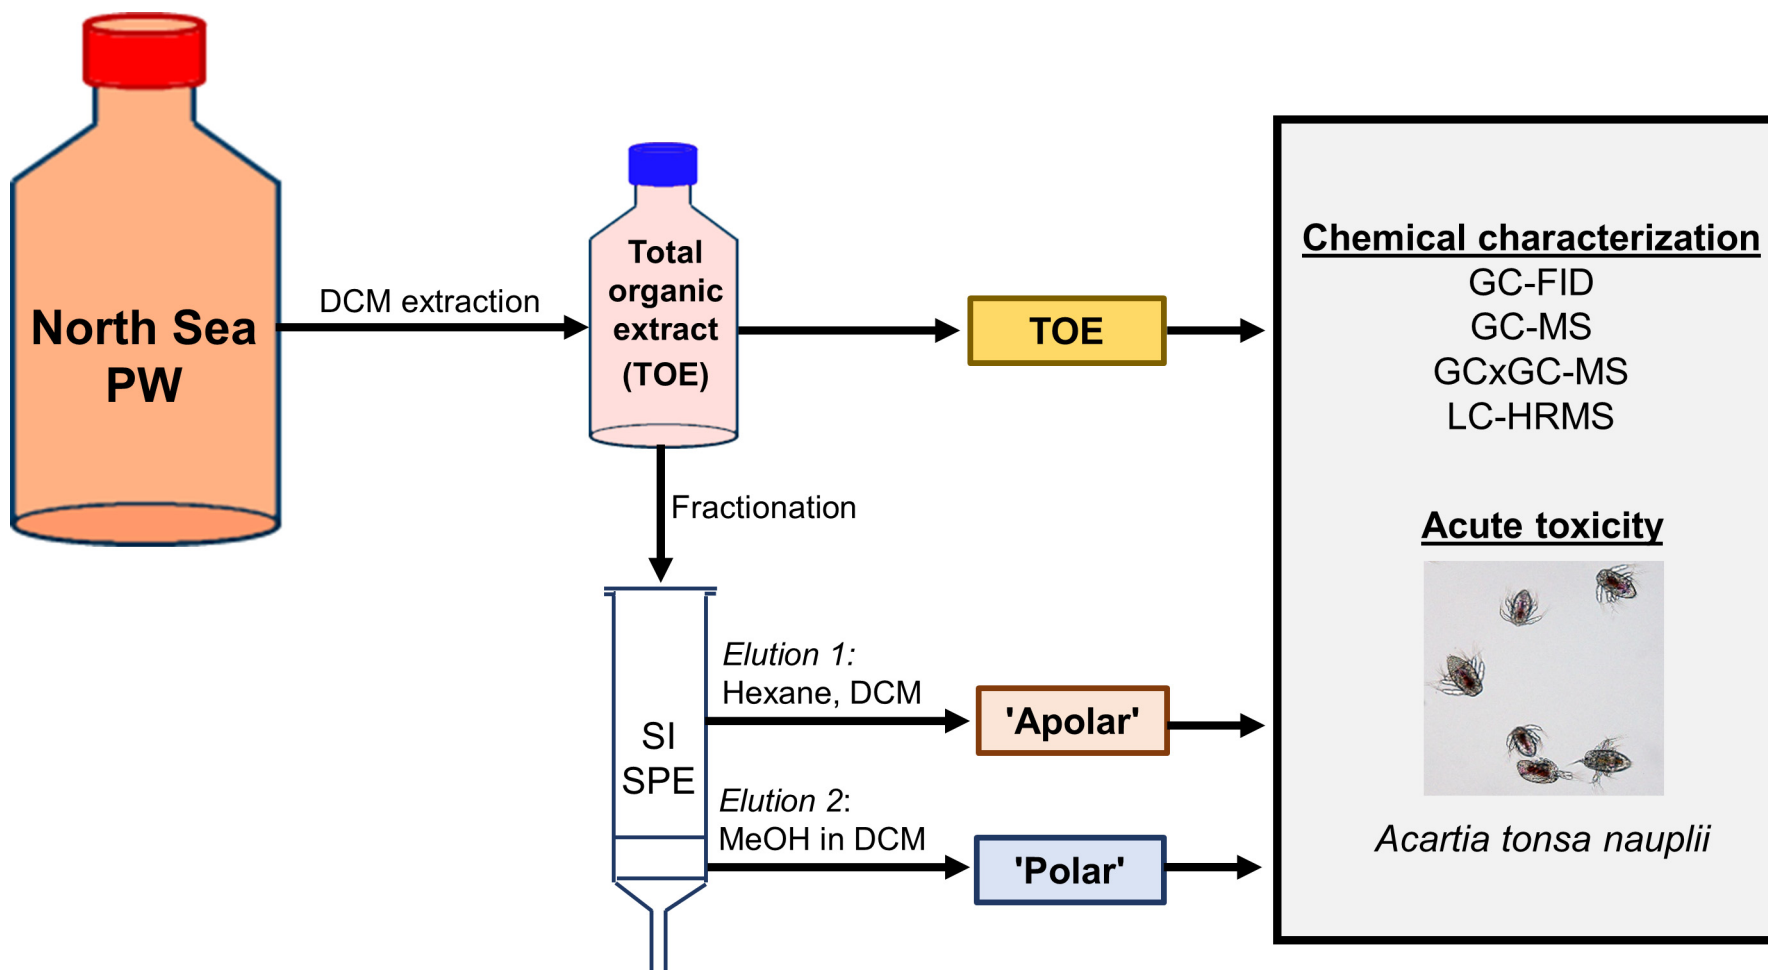 North Sea
PW
DCM extraction
Total
organic
extract
(TOE)
TOE
Fractionation
SI
SPE
Elution 1:
Hexane, DCM
'Apolar'
Elution 2:
MeOH in DCM
'Polar'
Chemical characterization
GC-FID
GC-MS
GCxGC-MS
LC-HRMS
Acute toxicity
Acartia tonsa nauplii